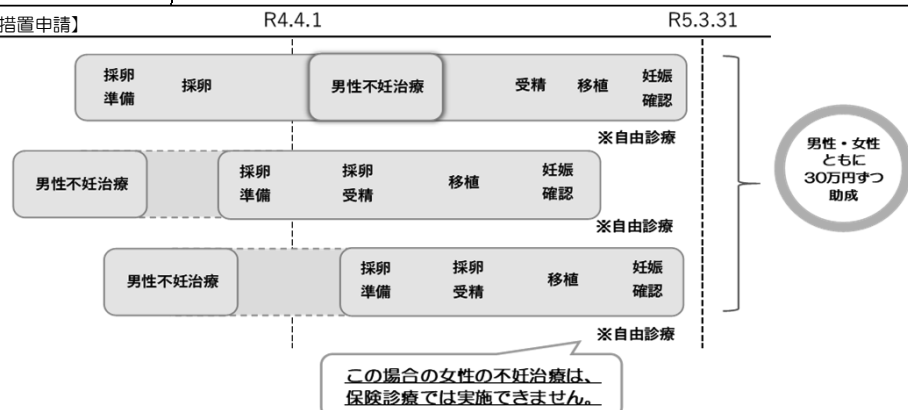 措置申請】
R4.4.1
R5.3.31
採卵
準備
採卵
男性不妊治療
受精
移植
妊娠
確認
※自由診療
男性不妊治療
採卵
準備
採卵
受精
移植
妊娠
確認
※自由診療
男性不妊治療
採卵
準備
採卵
受精
移植
妊娠
確認
※自由診療
男性・女性
ともに
30万円ずつ
助成
この場合の女性の不妊治療は、
保険診療では実施できません。